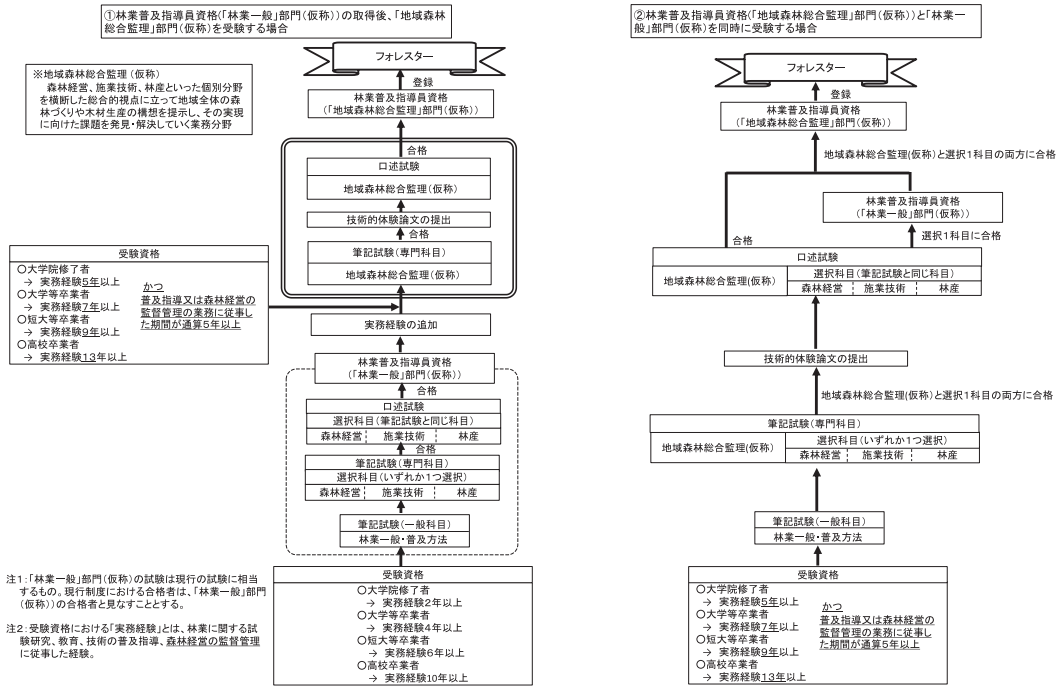 ①林業普及指導員資格(「林業一般」部門(仮称))の取得後、「地域森林
総合監理」部門(仮称)を受験する場合
フォレスター
登録
※地域森林総合監理(仮称)
森林経営、施業技術、林産といった個別分野
を横断した総合的視点に立って地域全体の森
林づくりや木材生産の構想を提示し、その実現
に向けた課題を発見・解決していく業務分野
林業普及指導員資格
(「地域森林総合監理」部門(仮称))
合格
口述試験
地域森林総合監理(仮称)
技術的体験論文の提出
合格
筆記試験(専門科目)
地域森林総合監理(仮称)
受験資格
○大学院修了者
→ 実務経験5年以上
○大学等卒業者
→ 実務経験7年以上
○短大等卒業者
→ 実務経験9年以上
○高校卒業者
→ 実務経験13年以上
かつ
普及指導又は森林経営の
監督管理の業務に従事し
た期間が通算5年以上
実務経験の追加
林業普及指導員資格
(「林業一般」部門(仮称))
合格
口述試験
選択科目(筆記試験と同じ科目)
森林経営 施業技術 林産
合格
筆記試験(専門科目)
選択科目(いずれか1つ選択)
森林経営 施業技術 林産
筆記試験(一般科目)
林業一般・普及方法
受験資格
○大学院修了者
→ 実務経験2年以上
○大学等卒業者
→ 実務経験4年以上
○短大等卒業者
→ 実務経験6年以上
○高校卒業者
→ 実務経験10年以上
注1:「林業一般」部門(仮称)の試験は現行の試験に相当
するもの。現行制度における合格者は、「林業一般」部門
(仮称))の合格者と見なすこととする。
注2:受験資格における「実務経験」とは、林業に関する試
験研究、教育、技術の普及指導、森林経営の監督管理
に従事した経験。
②林業普及指導員資格(「地域森林総合監理」部門(仮称))と「林業一
般」部門(仮称)を同時に受験する場合
フォレスター
登録
林業普及指導員資格
(「地域森林総合監理」部門(仮称))
地域森林総合監理(仮称)と選択1科目の両方に合格
林業普及指導員資格
(「林業一般」部門(仮称))
合格
選択1科目に合格
口述試験
地域森林総合監理(仮称)
選択科目(筆記試験と同じ科目)
森林経営 施業技術 林産
技術的体験論文の提出
地域森林総合監理(仮称)と選択1科目の両方に合格
筆記試験(専門科目)
地域森林総合監理(仮称)
選択科目(いずれか1つ選択)
森林経営 施業技術 林産
筆記試験(一般科目)
林業一般・普及方法
受験資格
○大学院修了者
→ 実務経験5年以上
○大学等卒業者
→ 実務経験7年以上
○短大等卒業者
→ 実務経験9年以上
○高校卒業者
→ 実務経験13年以上
かつ
普及指導又は森林経営の
監督管理の業務に従事し
た期間が通算5年以上